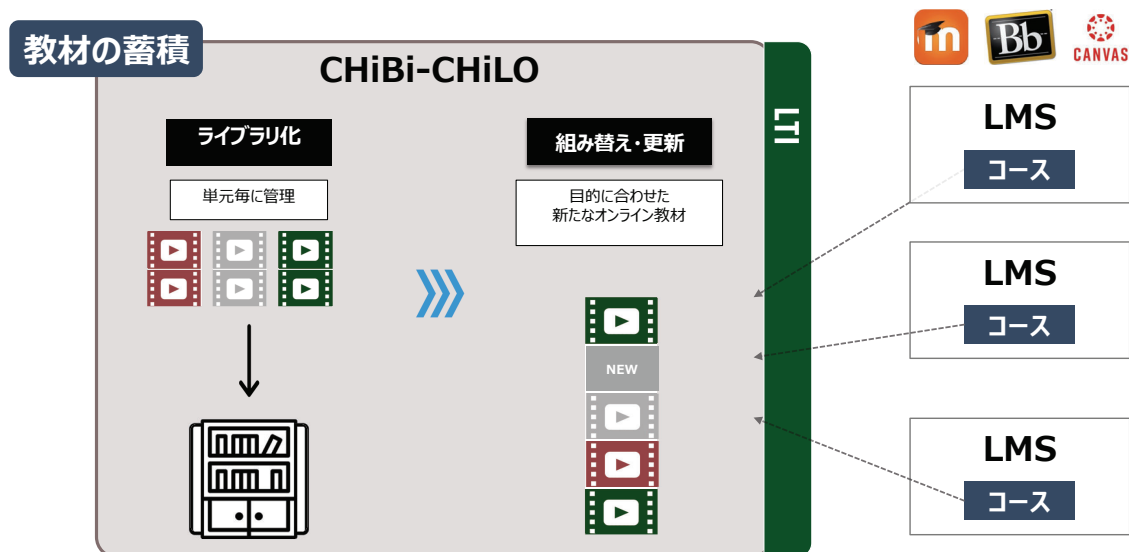 教材の蓄積
CHiBi-CHiLO
ライブラリ化
単元毎に管理
組み替え・更新
目的に合わせた
新たなオンライン教材
NEW
LTI
m
Bb
CANVAS
LMS
コース
LMS
コース
LMS
コース